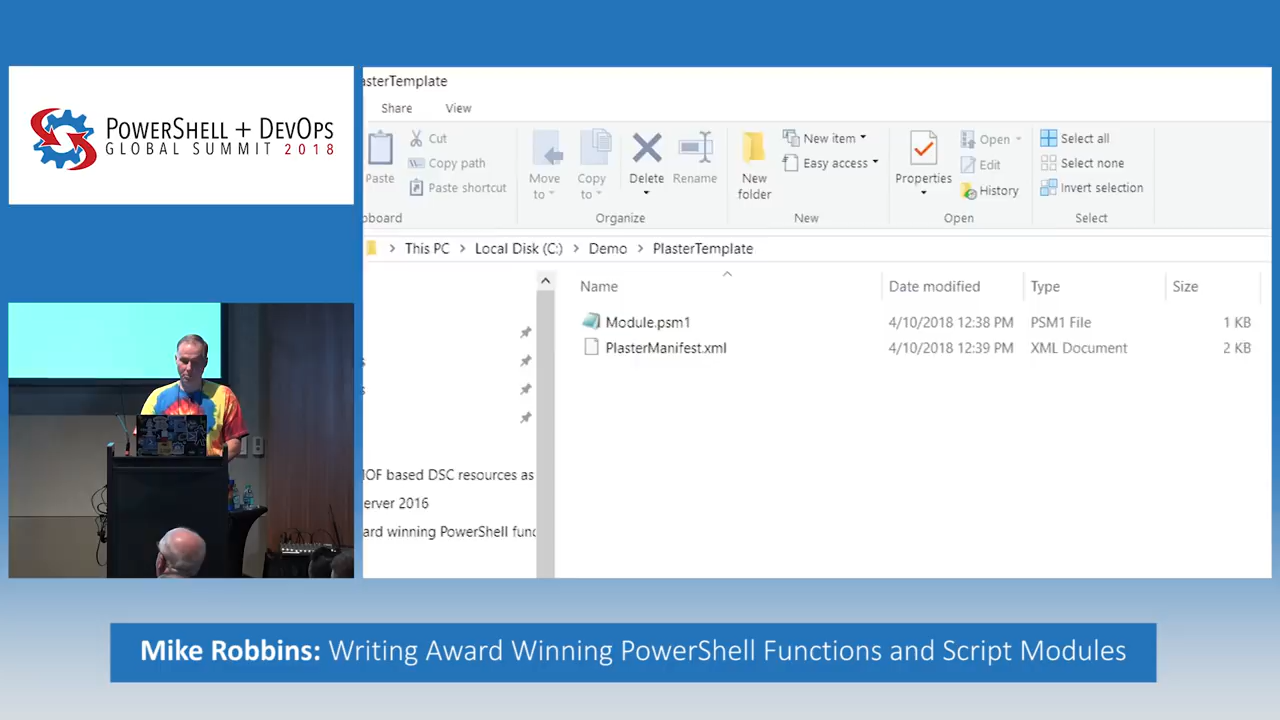 POWERSHELL + DEVOPS
GLOBAL SUMMIT 2018
asterTemplate
Share View
Paste
Cut
Copy path
Paste shortcut
Move to
Copy to
Delete
Rename
New folder
New item
Easy access
Properties
Open
Edit
History
Select all
Select none
Invert selection
pboard
Organize
New
Open
Select
This PC > Local Disk (C:) > Demo > PlasterTemplate
Name Date modified Type Size
Module.psm1 4/10/2018 12:38 PM PSM1 File 1 KB
PlasterManifest.xml 4/10/2018 12:39 PM XML Document 2 KB
OF based DSC resources as
erver 2016
ard winning PowerShell func
Mike Robbins: Writing Award Winning PowerShell Functions and Script Modules